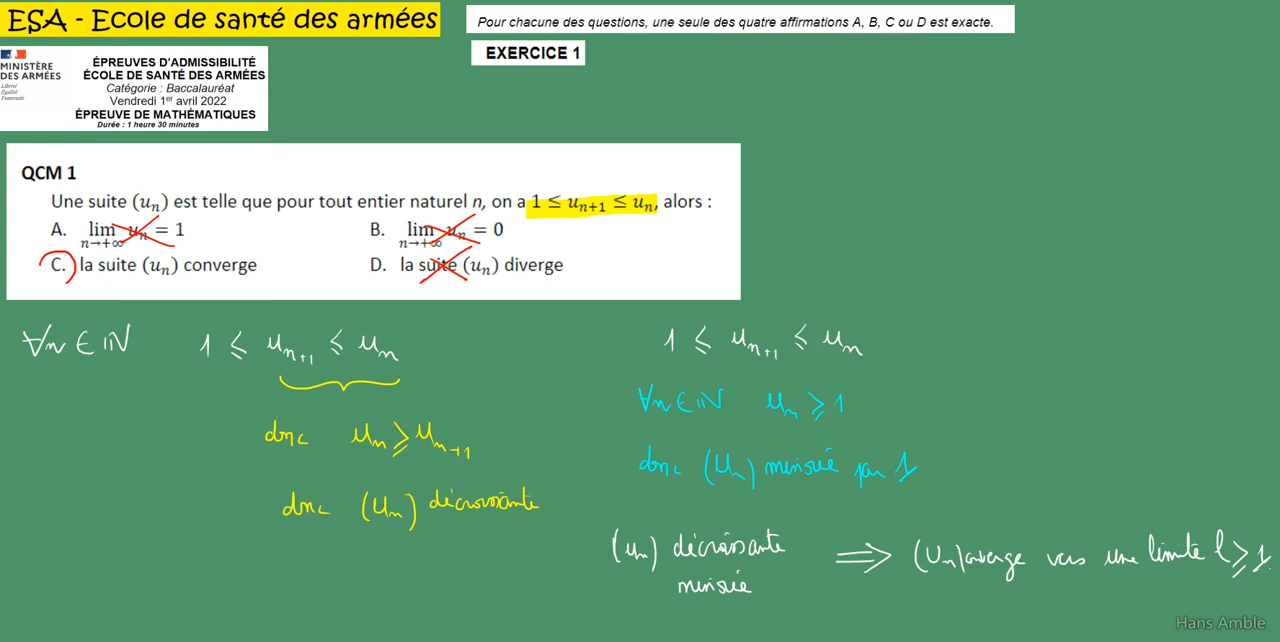 ESA - Ecole de santé des armées
Pour chacune des questions, une seule des quatre affirmations A, B, C ou D est exacte.
EXERCICE 1
MINISTÈRE
DES ARMÉES
Liberté
Égalité
Fraternité
ÉPREUVES D'ADMISSIBILITÉ
ÉCOLE DE SANTÉ DES ARMÉES
Catégorie : Baccalauréat
Vendredi 1er avril 2022
ÉPREUVE DE MATHÉMATIQUES
Durée : 1 heure 30 minutes
QCM 1
Une suite (uₙ) est telle que pour tout entier naturel n, on a 1 ≤ uₙ₊₁ ≤ uₙ, alors :
A. lim n→+∞ uₙ = 1
B. lim n→+∞ uₙ = 0
C. la suite (uₙ) converge
D. la suite (uₙ) diverge
∀n ∈ ℕ 1 ≤ uₙ₊₁ ≤ uₙ
donc uₙ ≥ uₙ₊₁
donc (uₙ) décroissante
1 ≤ uₙ₊₁ ≤ uₙ
∀n ∈ ℕ uₙ ≥ 1
donc (uₙ) minorée par 1
(uₙ) décroissante
minorée
⟹ (uₙ) converge vers une limite l ≥ 1
Hans Amble